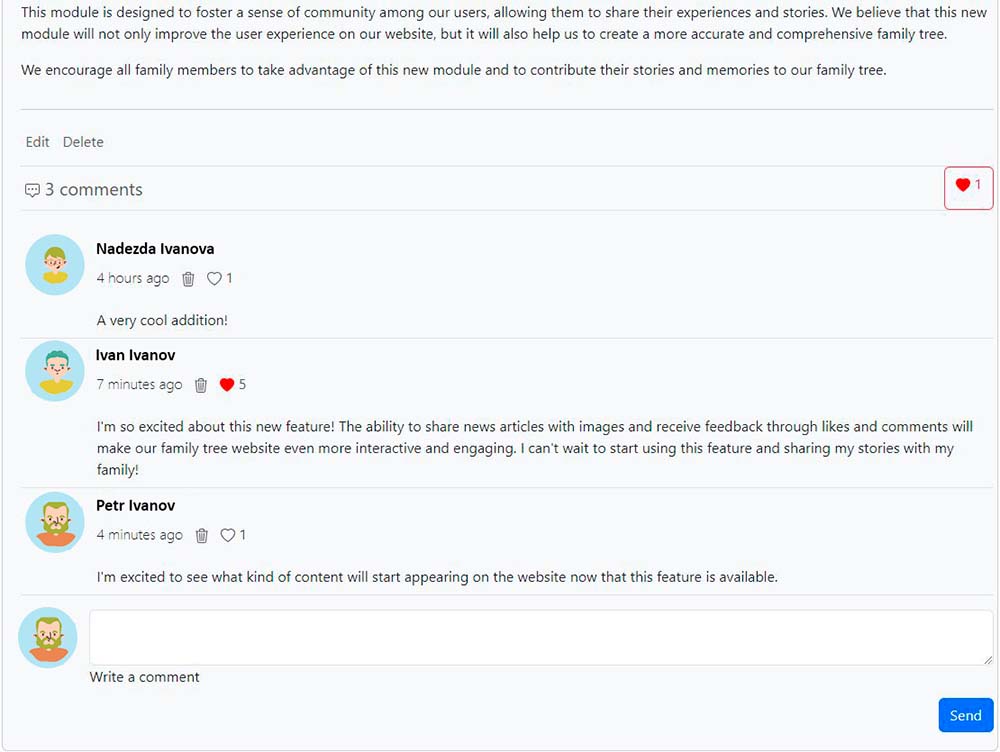 This module is designed to foster a sense of community among our users, allowing them to share their experiences and stories. We believe that this new
module will not only improve the user experience on our website, but it will also help us to create a more accurate and comprehensive family tree.
We encourage all family members to take advantage of this new module and to contribute their stories and memories to our family tree.
Edit Delete
3 comments 1
Nadezda Ivanova
4 hours ago 1
A very cool addition!
Ivan Ivanov
7 minutes ago 5
I'm so excited about this new feature! The ability to share news articles with images and receive feedback through likes and comments will
make our family tree website even more interactive and engaging. I can't wait to start using this feature and sharing my stories with my
family!
Petr Ivanov
4 minutes ago 1
I'm excited to see what kind of content will start appearing on the website now that this feature is available.
Write a comment
Send